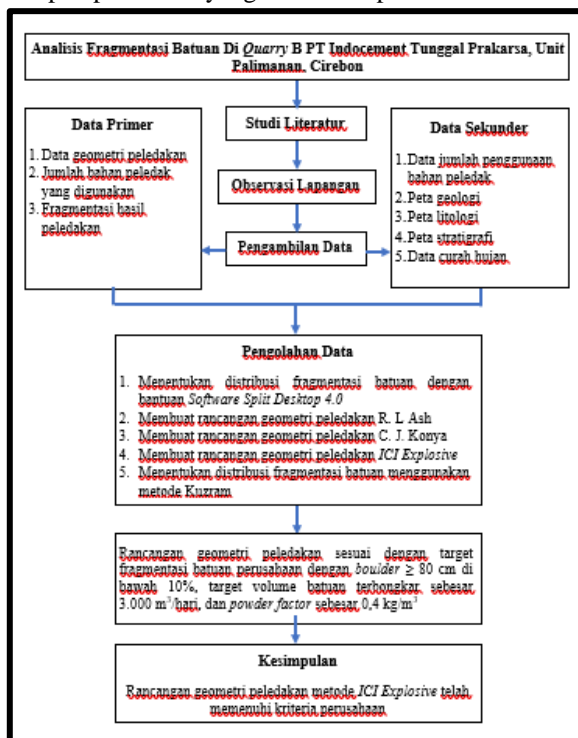 Analisis Fragmentasi Batuan Di Quarry B PT Indocement Tunggal Prakarsa, Unit
Palimanan, Cirebon
Data Primer
1. Data geometri peledakan
2. Jumlah bahan peledak
yang digunakan
3. Fragmentasi hasil
peledakan
Studi Literatur
Observasi Lapangan
Pengambilan Data
Data Sekunder
1. Data jumlah penggunaan
bahan peledak
2. Peta geologi
3. Peta litologi
4. Peta stratigrafi
5. Data curah hujan
Pengolahan Data
1. Menentukan distribusi fragmentasi batuan dengan
bantuan Software Split Desktop 4.0
2. Membuat rancangan geometri peledakan R. L Ash
3. Membuat rancangan geometri peledakan C. J. Konya
4. Membuat rancangan geometri peledakan ICI Explosive
5. Menentukan distribusi fragmentasi batuan menggunakan
metode Kuzram
Rancangan geometri peledakan sesuai dengan target
fragmentasi batuan perusahaan dengan boulder ≥ 80 cm di
bawah 10%, target volume batuan terbongkar sebesar
3.000 m³/hari, dan powder factor sebesar 0,4 kg/m³
Kesimpulan
Rancangan geometri peledakan metode ICI Explosive telah
memenuhi kriteria perusahaan